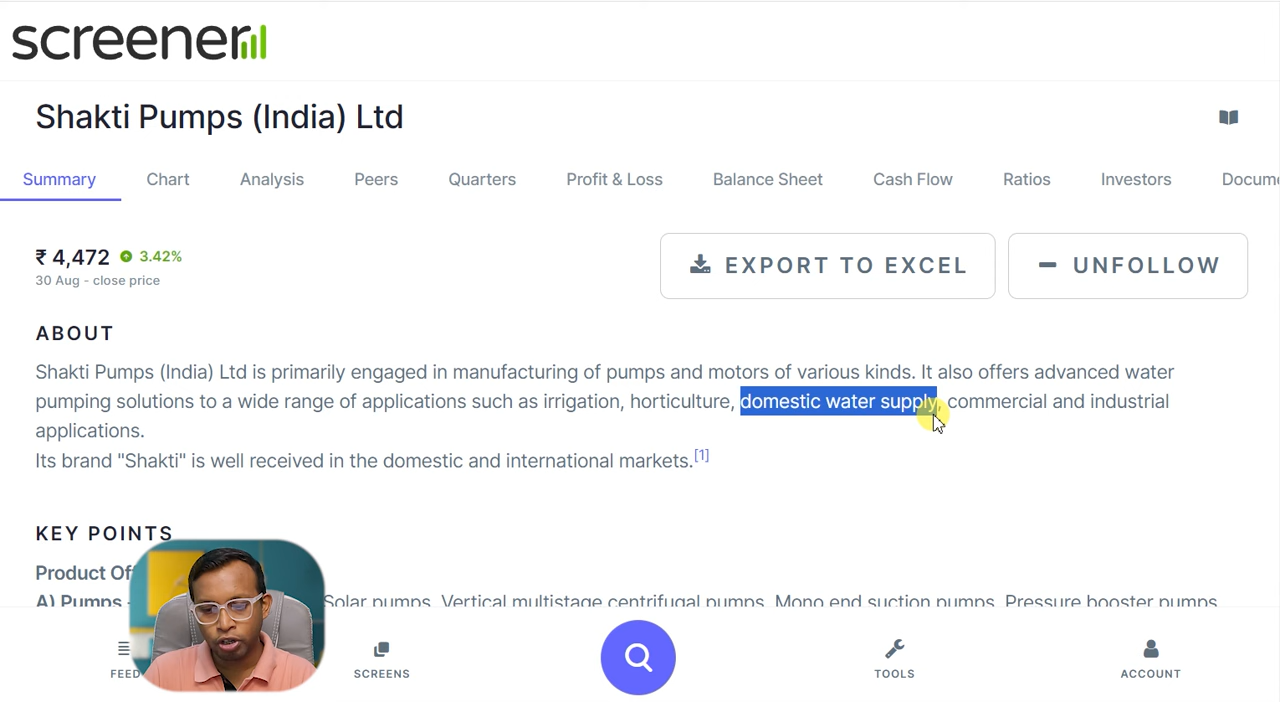 screener
Shakti Pumps (India) Ltd
Summary Chart Analysis Peers Quarters Profit & Loss Balance Sheet Cash Flow Ratios Investors Docume
₹ 4,472 3.42%
30 Aug - close price
EXPORT TO EXCEL
UNFOLLOW
ABOUT
Shakti Pumps (India) Ltd is primarily engaged in manufacturing of pumps and motors of various kinds. It also offers advanced water
pumping solutions to a wide range of applications such as irrigation, horticulture, domestic water supply, commercial and industrial
applications.
Its brand "Shakti" is well received in the domestic and international markets.[1]
KEY POINTS
Product Of
A) Pumps - Solar pumps, Vertical multistage centrifugal pumps, Mono end suction pumps, Pressure booster pumps,
FEED SCREENS TOOLS ACCOUNT